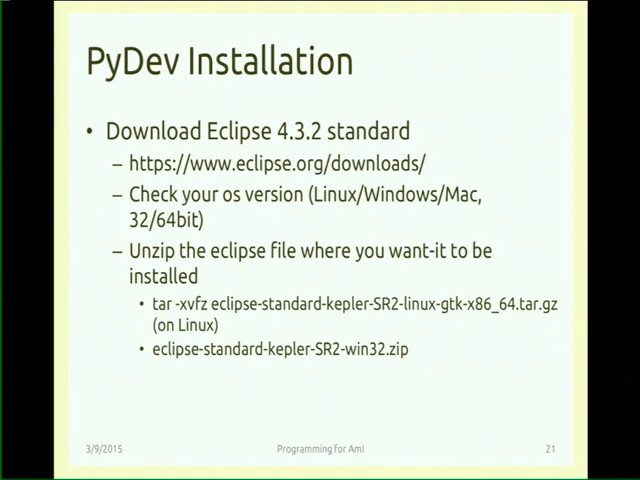 PyDev Installation
• Download Eclipse 4.3.2 standard
– https://www.eclipse.org/downloads/
– Check your os version (Linux/Windows/Mac,
32/64bit)
– Unzip the eclipse file where you want-it to be
installed
• tar -xvfz eclipse-standard-kepler-SR2-linux-gtk-x86_64.tar.gz
(on Linux)
• eclipse-standard-kepler-SR2-win32.zip
3/9/2015 Programming for AmI 21